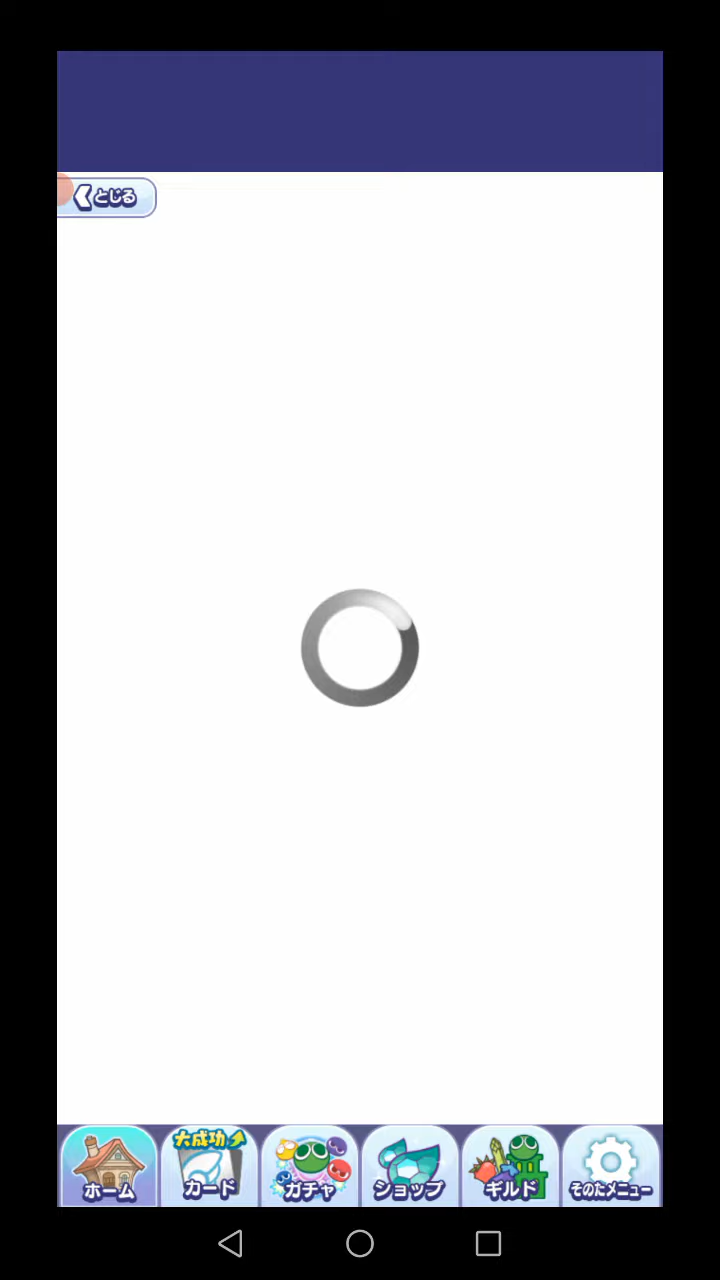 とじる
大成功
ホーム
カード
ガチャ
ショップ
ギルド
そのたメニュー